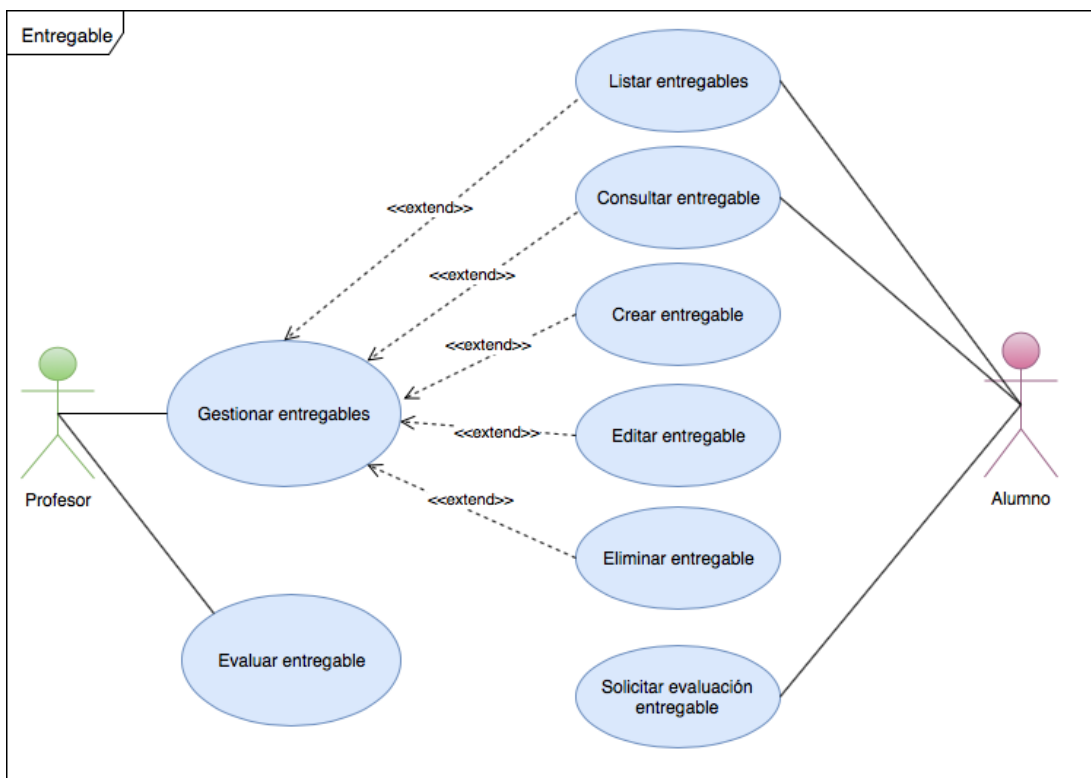 Entregable
Listar entregables
Consultar entregable
<<extend>>
<<extend>>
Crear entregable
<<extend>>
Gestionar entregables
<<extend>>
Editar entregable
Profesor
Alumno
<<extend>>
Eliminar entregable
Evaluar entregable
Solicitar evaluación
entregable